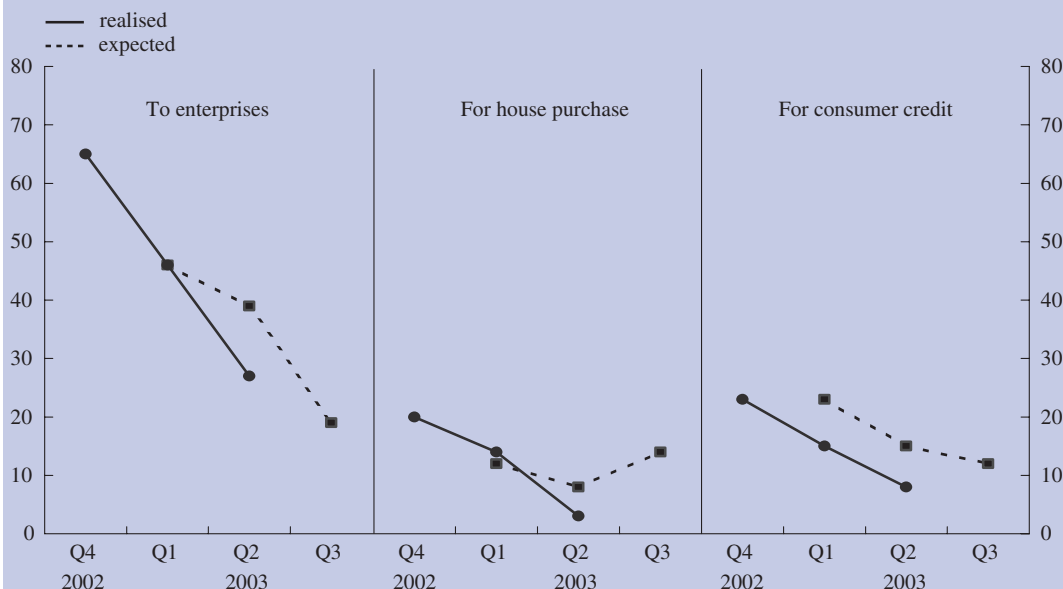 realised
expected
80 80
To enterprises For house purchase For consumer credit
70 70
60 60
50 50
40 40
30 30
20 20
10 10
0 0
Q4 Q1 Q2 Q3 Q4 Q1 Q2 Q3 Q4 Q1 Q2 Q3
2002 2003 2002 2003 2002 2003